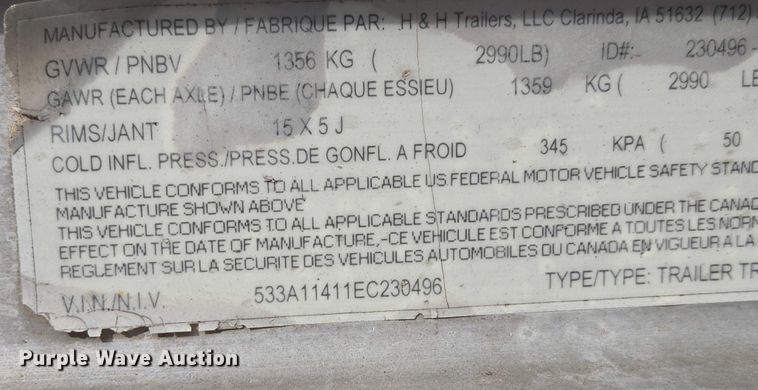 MANUFACTURED BY / FABRIQUE PAR: H & H Trailers, LLC Clarinda, IA 51632 (712)
GVWR / PNBV 1356 KG ( 2990LB) ID#: 230496 -
GAWR (EACH AXLE) / PNBE (CHAQUE ESSIEU) 1359 KG ( 2990 LB
RIMS/JANT 15 X 5 J
COLD INFL. PRESS./PRESS.DE GONFL. A FROID 345 KPA ( 50
THIS VEHICLE CONFORMS TO ALL APPLICABLE US FEDERAL MOTOR VEHICLE SAFETY STAND
MANUFACTURE SHOWN ABOVE
THIS VEHICLE CONFORMS TO ALL APPLICABLE STANDARDS PRESCRIBED UNDER THE CANAD
EFFECT ON THE DATE OF MANUFACTURE,-CE VEHICULE EST CONFORME A TOUTES LES NORM
REGLEMENT SUR LA SECURITE DES VEHICULES AUTOMOBILES DU CANADA EN VIGUEUR A LA
V.I.N./N.I.V. 533A11411EC230496 TYPE/TYPE: TRAILER TR
Purple Wave Auction